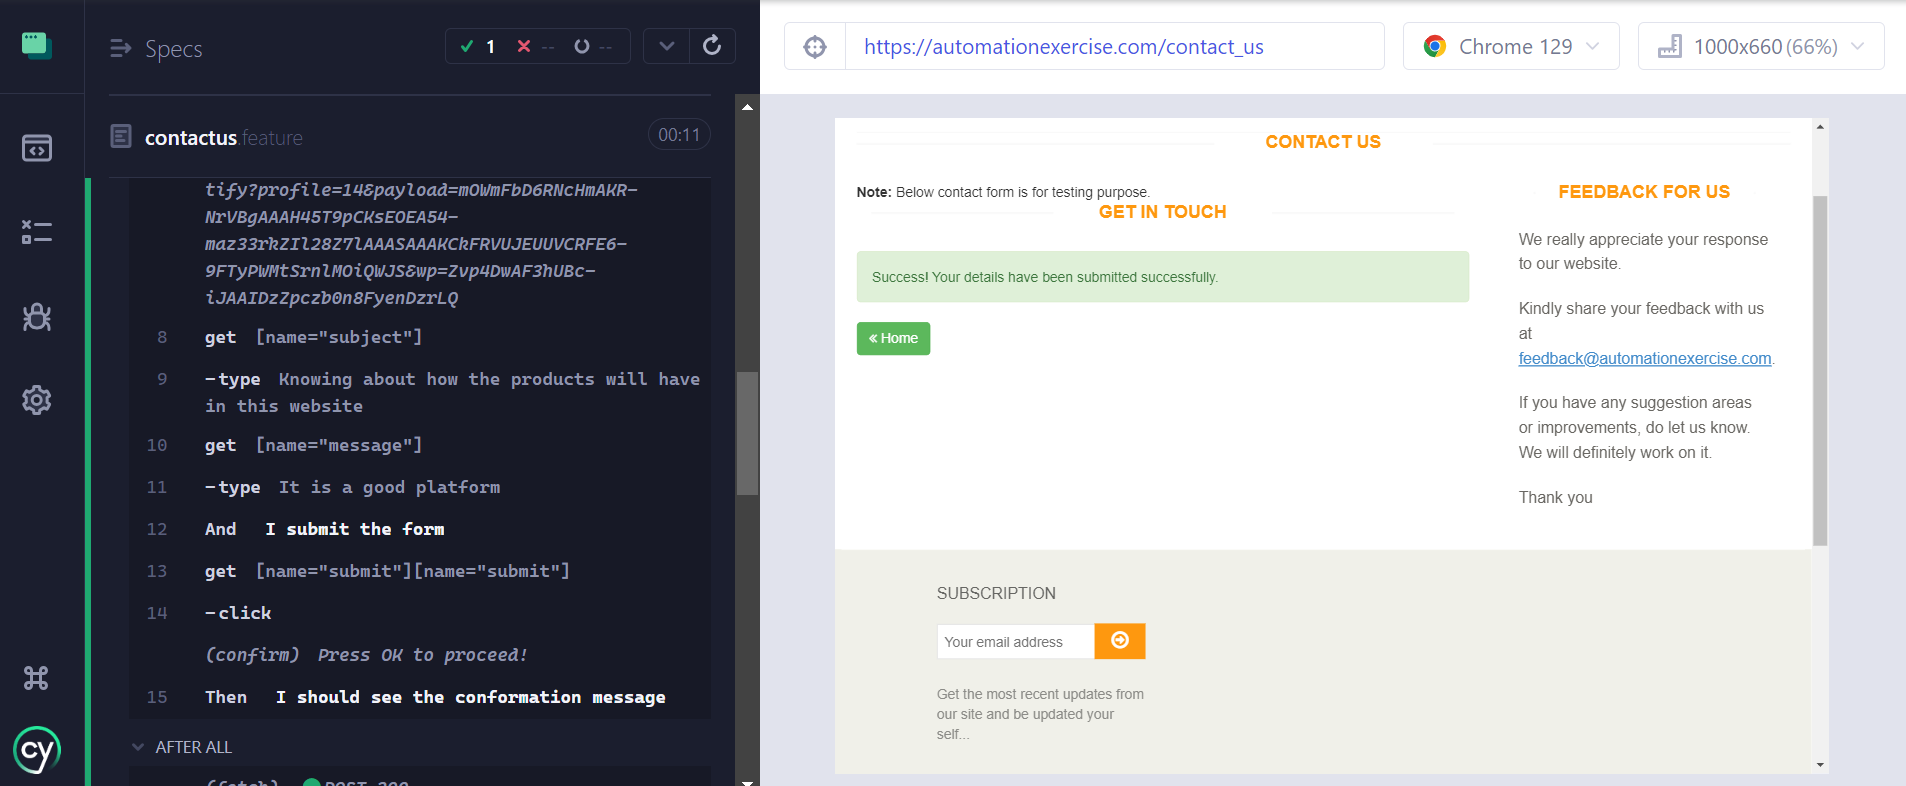 Specs
1
--
--
contactus.feature
00:11
tify?profile=14&payload=mOWmFbD6RNcHmAKR-
NrVBgAAAH45T9pCKsEOEA54-
maz33rkZIl28Z7lAAASAAAKCkFRVUJEUUVCRFE6-
9FTyPWMtSrnlMOiQWJS&wp=Zvp4DwAF3hUBc-
iJAAIDzZpczb0n8FyenDzrLQ
8 get [name="subject"]
9 -type Knowing about how the products will have
in this website
10 get [name="message"]
11 -type It is a good platform
12 And I submit the form
13 get [name="submit"][name="submit"]
14 -click
(confirm) Press OK to proceed!
15 Then I should see the conformation message
AFTER ALL
(fetch) POST 200
cy
https://automationexercise.com/contact_us
Chrome 129
1000x660 (66%)
CONTACT US
Note: Below contact form is for testing purpose.
GET IN TOUCH
Success! Your details have been submitted successfully.
« Home
FEEDBACK FOR US
We really appreciate your response
to our website.
Kindly share your feedback with us
at
feedback@automationexercise.com.
If you have any suggestion areas
or improvements, do let us know.
We will definitely work on it.
Thank you
SUBSCRIPTION
Your email address
Get the most recent updates from
our site and be updated your
self...